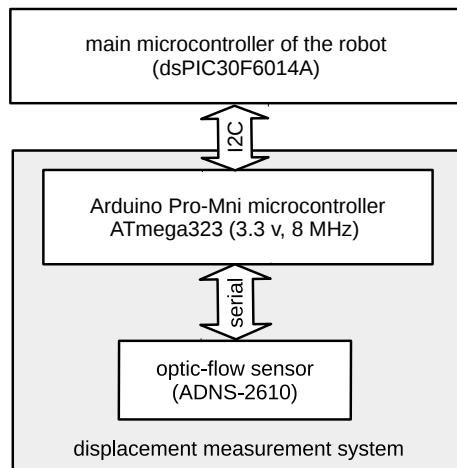 main microcontroller of the robot
(dsPIC30F6014A)
I2C
Arduino Pro-Mni microcontroller
ATmega323 (3.3 v, 8 MHz)
serial
optic-flow sensor
(ADNS-2610)
displacement measurement system